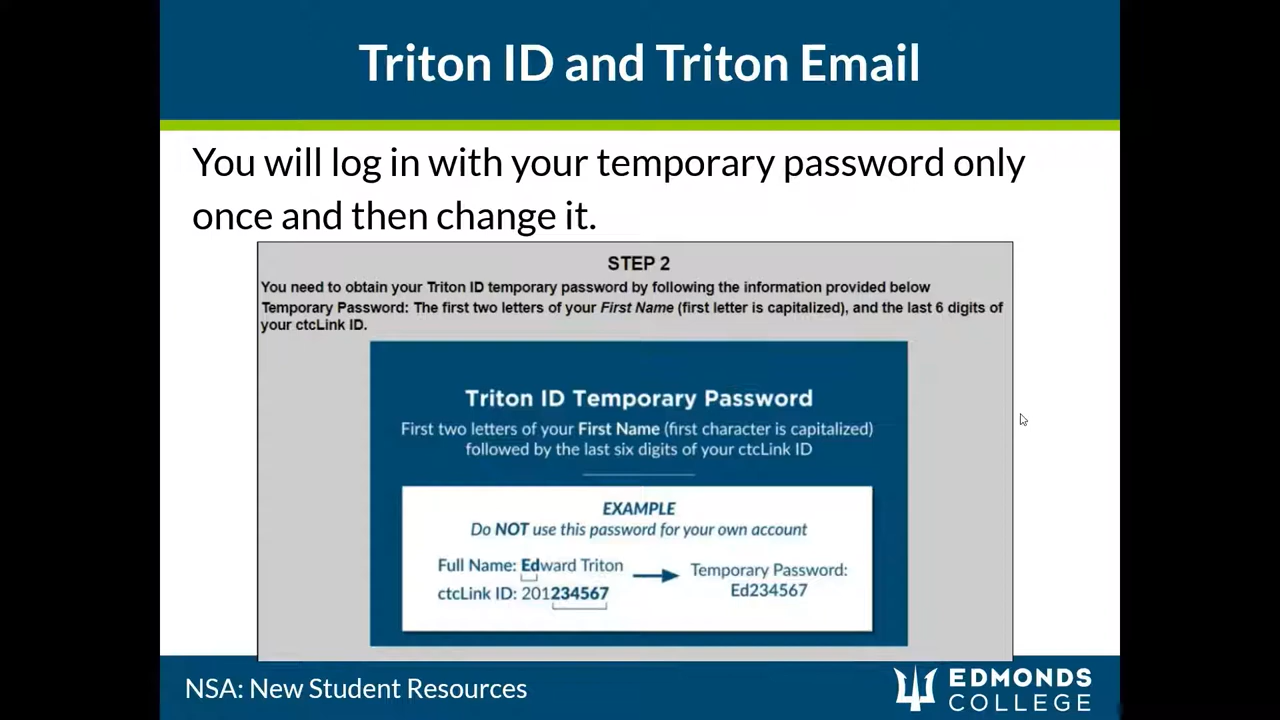 Triton ID and Triton Email
You will log in with your temporary password only
once and then change it.
STEP 2
You need to obtain your Triton ID temporary password by following the information provided below
Temporary Password: The first two letters of your First Name (first letter is capitalized), and the last 6 digits of
your ctcLink ID.
Triton ID Temporary Password
First two letters of your First Name (first character is capitalized)
followed by the last six digits of your ctcLink ID
EXAMPLE
Do NOT use this password for your own account
Full Name: Edward Triton
ctcLink ID: 201234567
Temporary Password:
Ed234567
NSA: New Student Resources
EDMONDS
COLLEGE